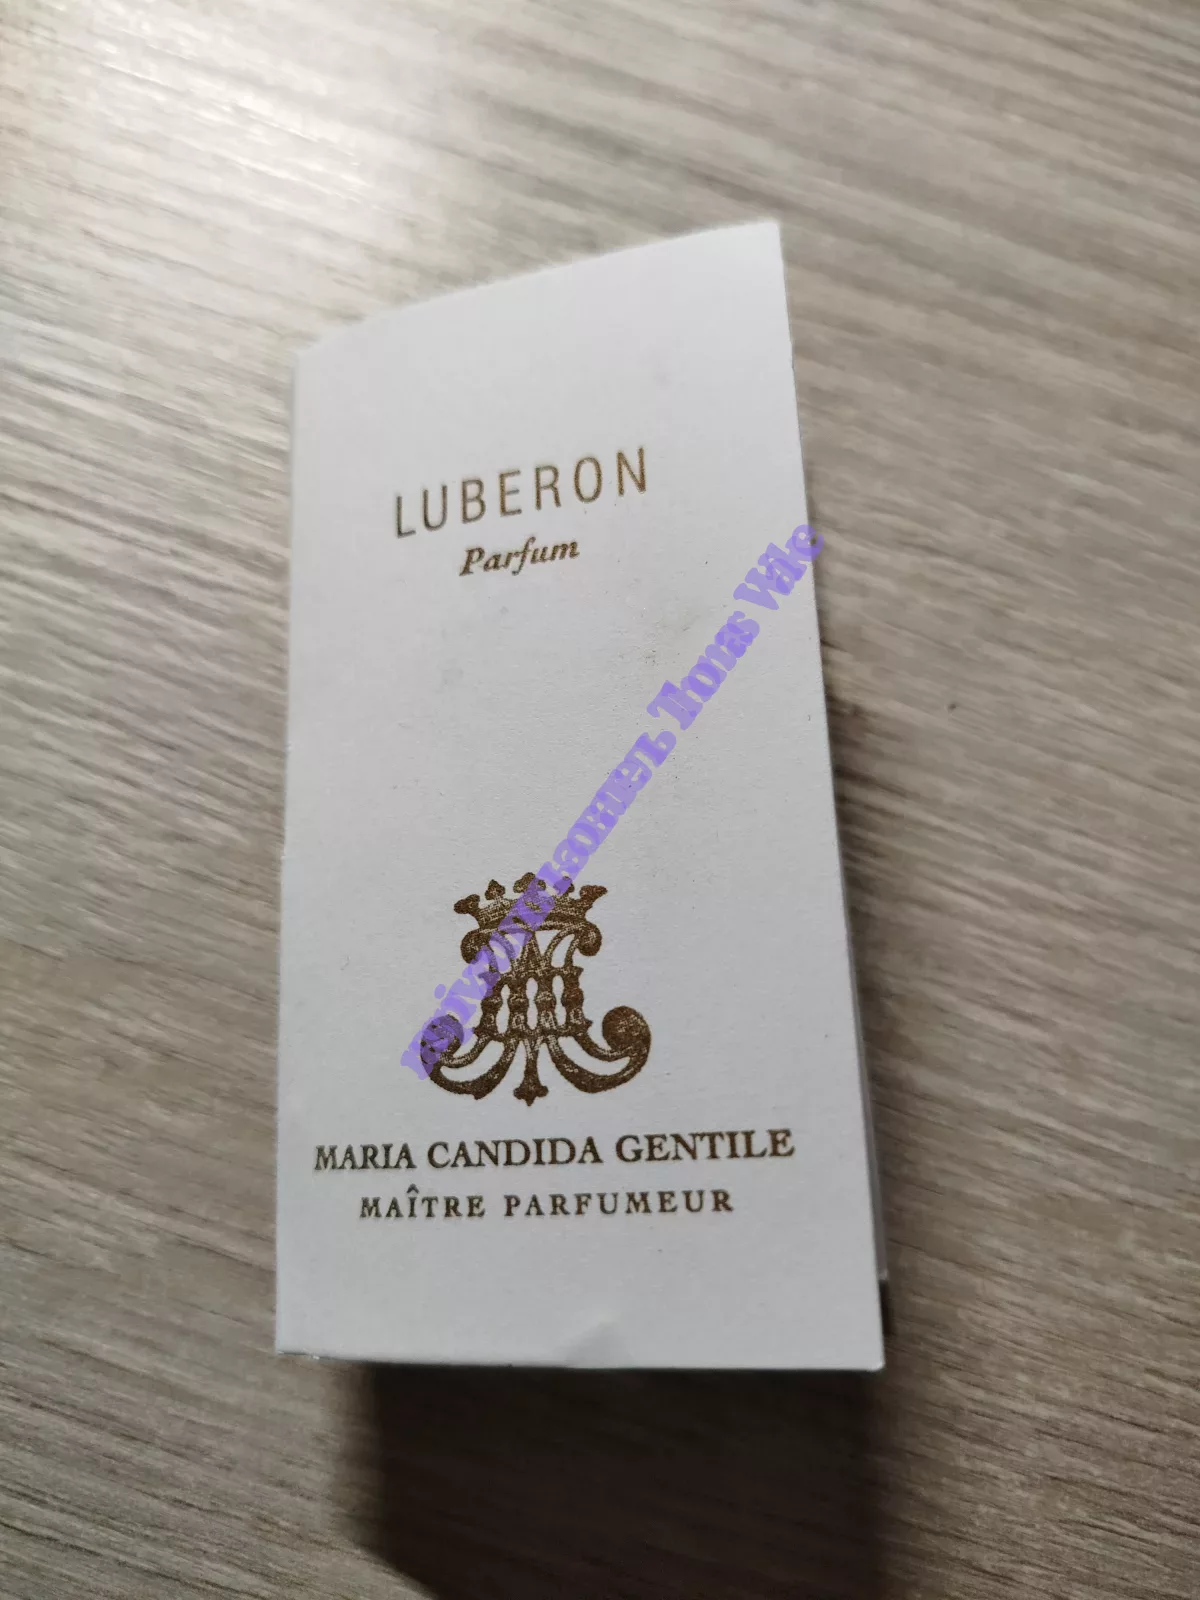 LUBERON
Parfum
MARIA CANDIDA GENTILE
MAÎTRE PARFUMEUR